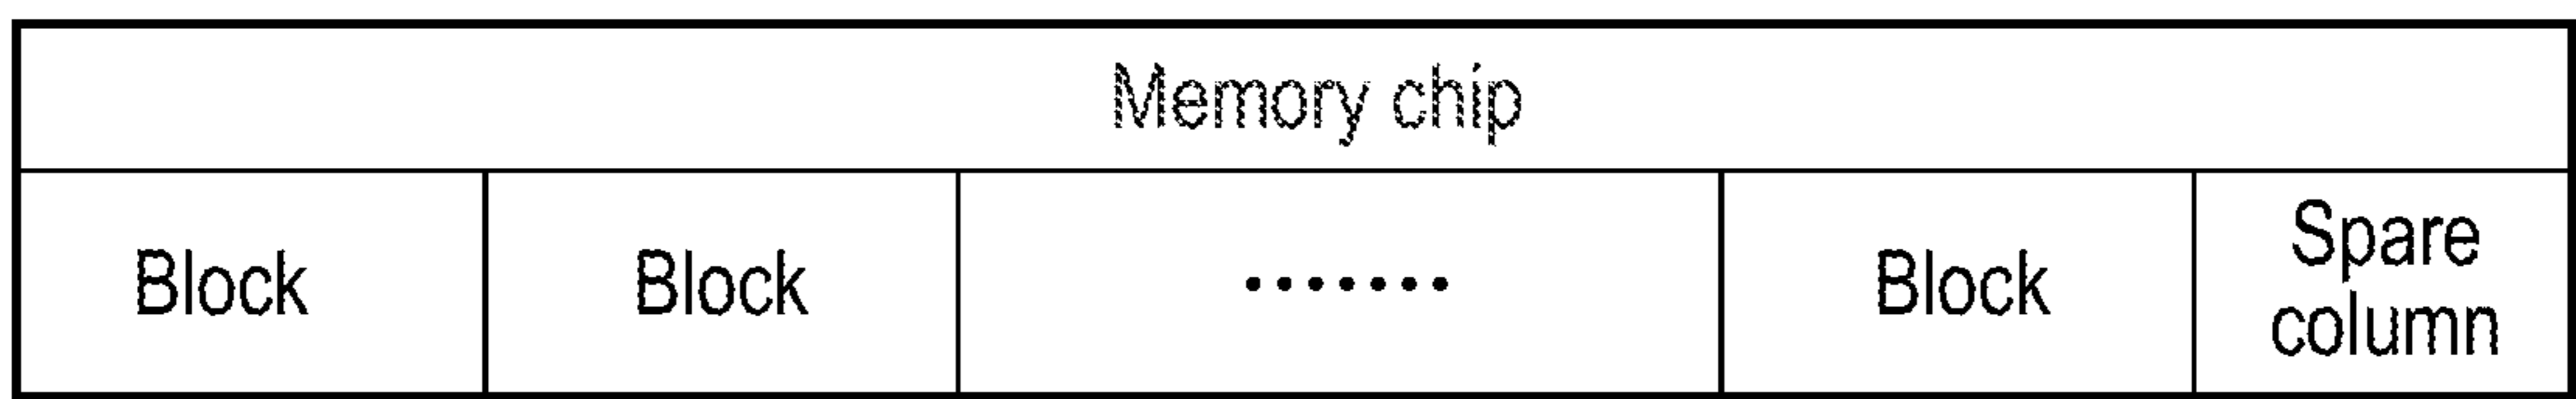 Memory chip
Block Block ....... Block Spare
column